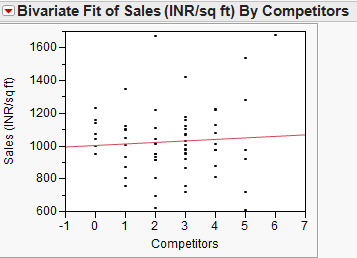 Bivariate Fit of Sales (INR/sq ft) By Competitors
Sales (INR/sq ft)
1600
1400
1200
1000
800
600
-1 0 1 2 3 4 5 6 7
Competitors